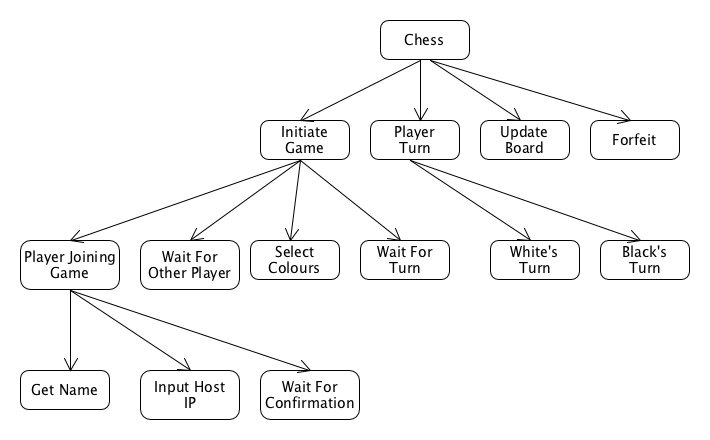 Chess
Initiate
Game
Player
Turn
Update
Board
Forfeit
Player Joining
Game
Wait For
Other Player
Select
Colours
Wait For
Turn
White's
Turn
Black's
Turn
Get Name
Input Host
IP
Wait For
Confirmation